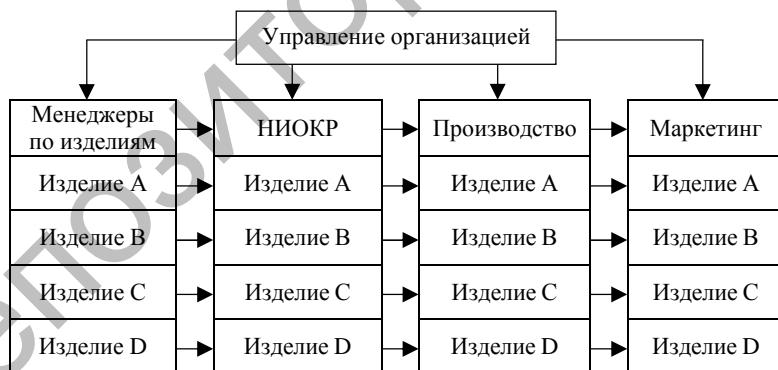 Управление организацией
Менеджеры
по изделиям
НИОКР
Производство
Маркетинг
Изделие A
Изделие A
Изделие A
Изделие A
Изделие B
Изделие B
Изделие B
Изделие B
Изделие C
Изделие C
Изделие C
Изделие C
Изделие D
Изделие D
Изделие D
Изделие D